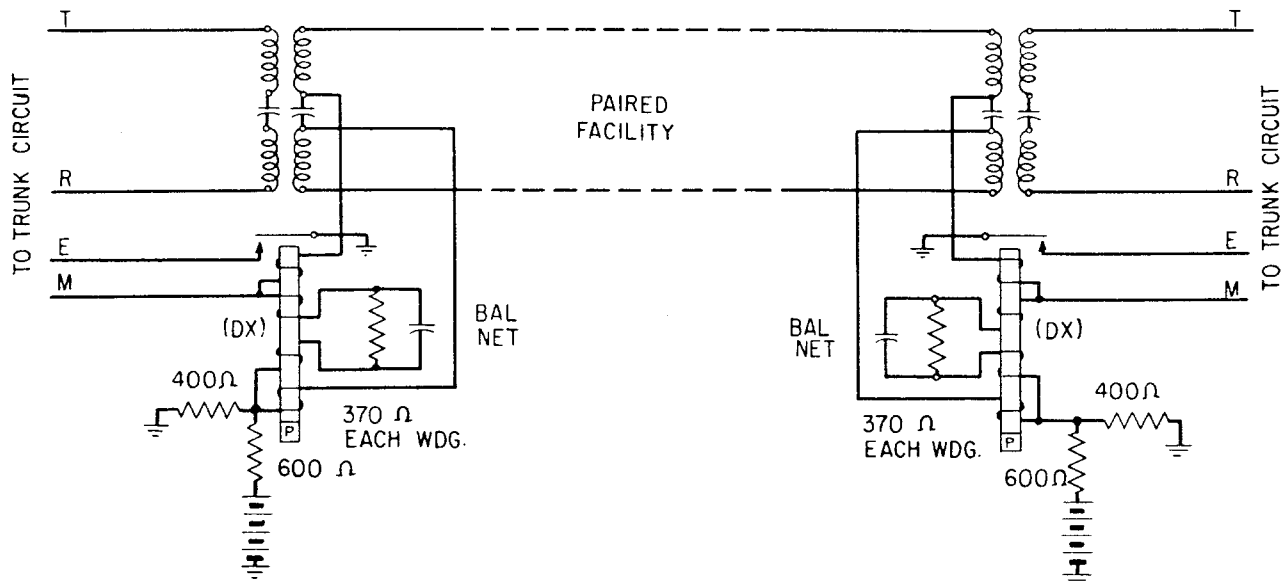 T
T
TO TRUNK CIRCUIT
PAIRED
FACILITY
TO TRUNK CIRCUIT
R
R
E
E
M
M
(DX)
BAL
NET
BAL
NET
(DX)
400Ω
370 Ω
EACH WDG.
P
600 Ω
370 Ω
EACH WDG.
P
400Ω
600Ω